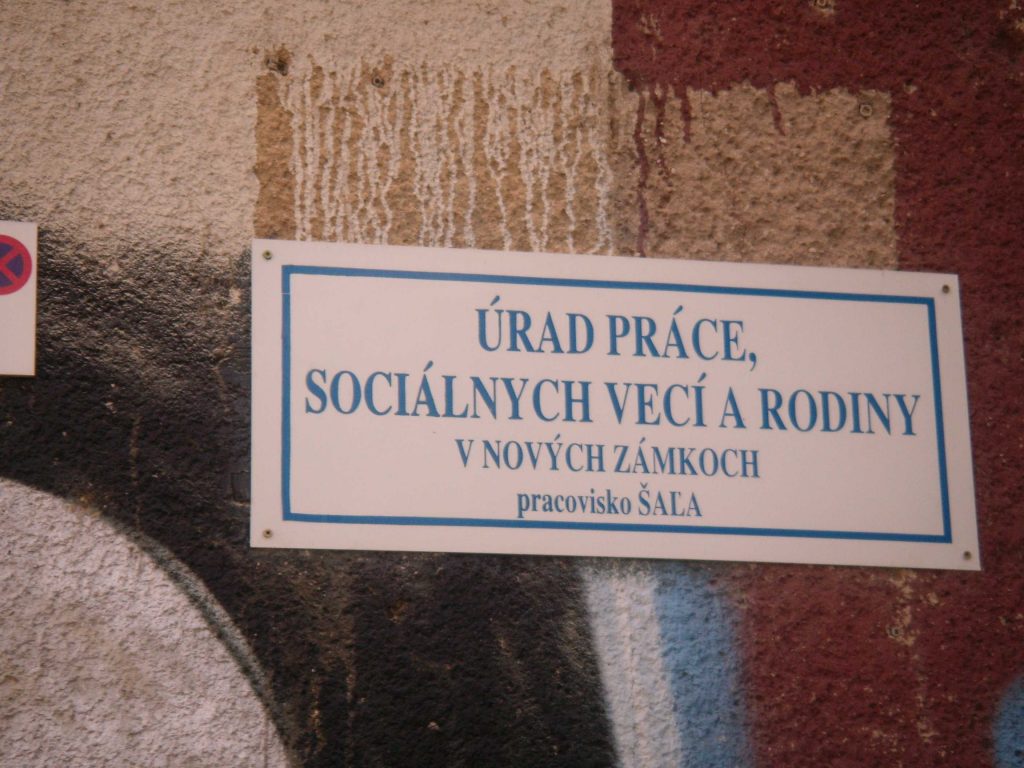 ÚRAD PRÁCE,
SOCIÁLNYCH VECÍ A RODINY
V NOVÝCH ZÁMKOCH
pracovisko ŠAĽA